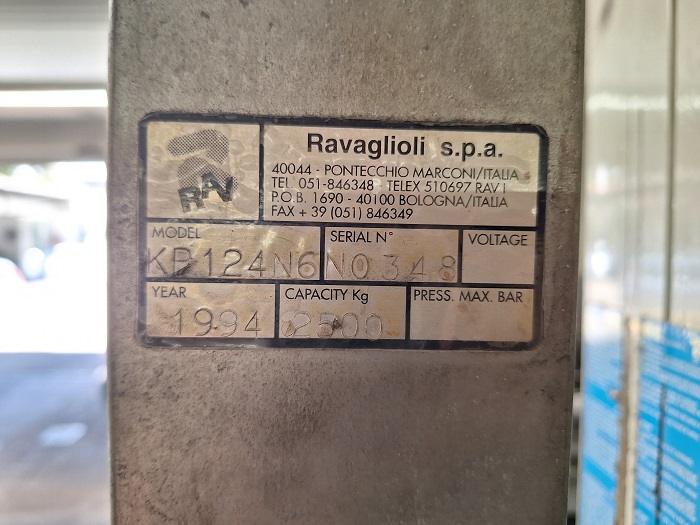 RAV
Ravaglioli s.p.a.
40044 - PONTECCHIO MARCONI/ITALIA
TEL. 051-846348 TELEX 510697 RAV I
P.O.B. 1690 - 40100 BOLOGNA/ITALIA
FAX + 39 (051) 846349
MODEL SERIAL N° VOLTAGE
KP124N6 N0348
YEAR CAPACITY Kg PRESS. MAX. BAR
1994 2500